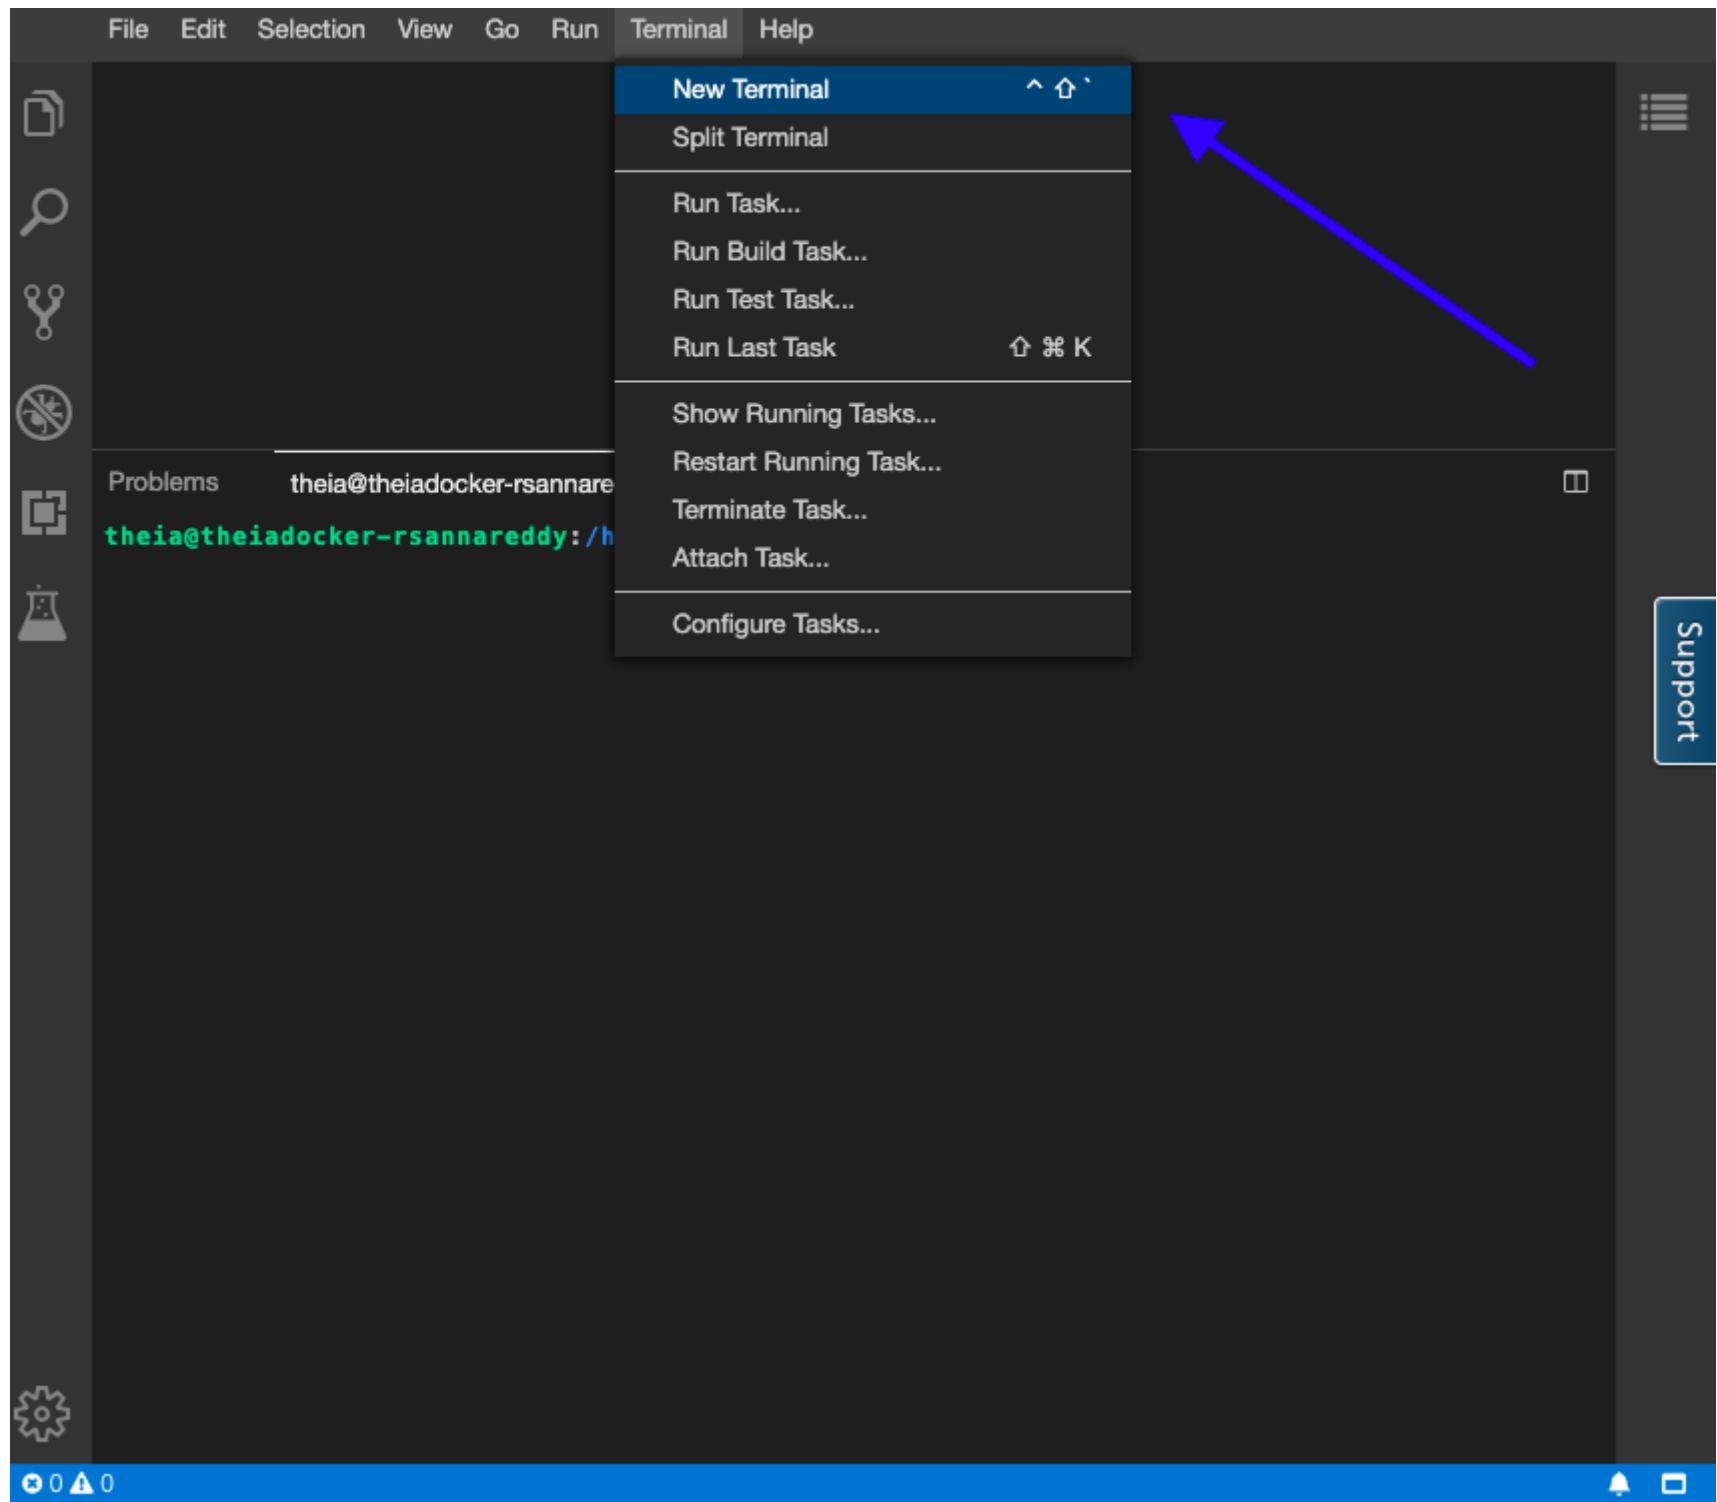 File Edit Selection View Go Run Terminal Help
New Terminal ^ ⇧ `
Split Terminal
Run Task...
Run Build Task...
Run Test Task...
Run Last Task ⇧ ⌘ K
Show Running Tasks...
Restart Running Task...
Terminate Task...
Attach Task...
Configure Tasks...
Problems theia@theiadocker-rsannare
theia@theiadocker-rsannareddy:/h
Support
0 0